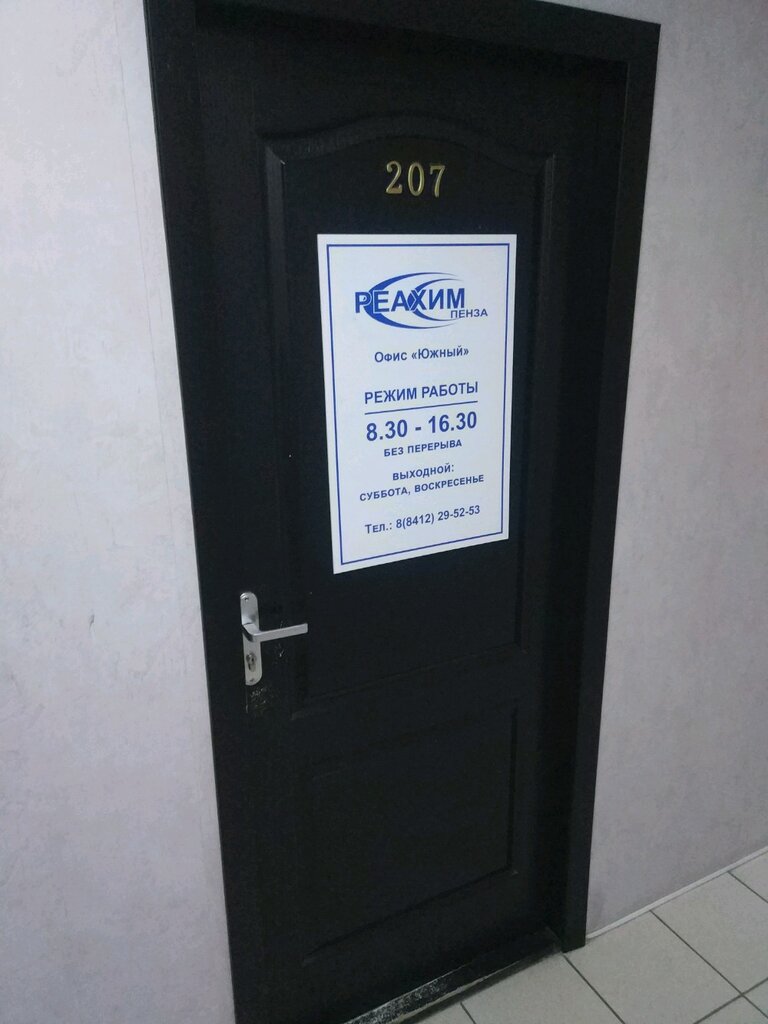 207
РЕАХИМ
ПЕНЗА
Офис «Южный»
РЕЖИМ РАБОТЫ
8.30 - 16.30
БЕЗ ПЕРЕРЫВА
ВЫХОДНОЙ:
СУББОТА, ВОСКРЕСЕНЬЕ
Тел.: 8(8412) 29-52-53